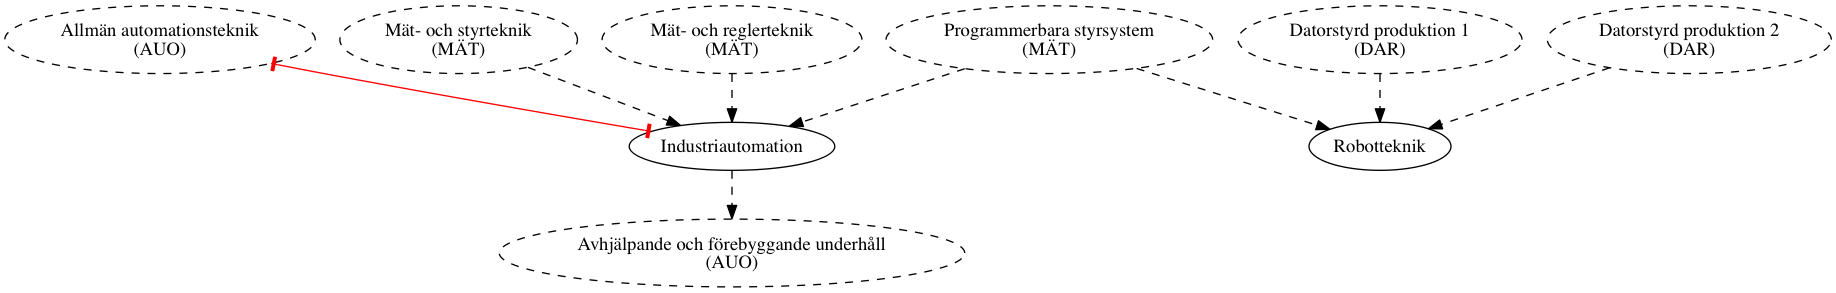 Allmän automationsteknik
(AUO)
Mät- och styrteknik
(MÄT)
Mät- och reglerteknik
(MÄT)
Programmerbara styrsystem
(MÄT)
Datorstyrd produktion 1
(DAR)
Datorstyrd produktion 2
(DAR)
Industriautomation
Robotteknik
Avhjälpande och förebyggande underhåll
(AUO)